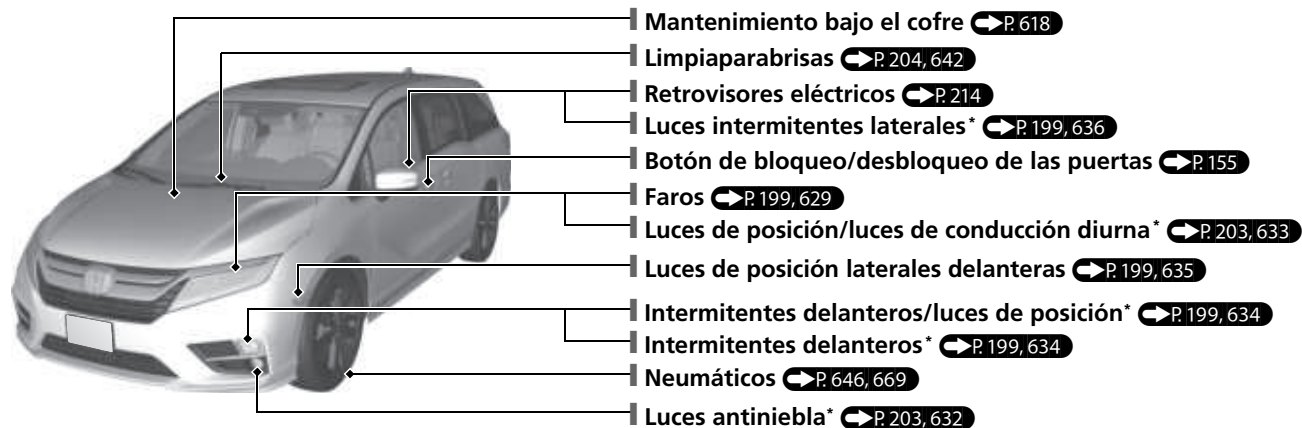 Mantenimiento bajo el cofre P. 618
Limpiaparabrisas P. 204, 642
Retrovisores eléctricos P. 214
Luces intermitentes laterales* P. 199, 636
Botón de bloqueo/desbloqueo de las puertas P. 155
Faros P. 199, 629
Luces de posición/luces de conducción diurna* P. 203, 633
Luces de posición laterales delanteras P. 199, 635
Intermitentes delanteros/luces de posición* P. 199, 634
Intermitentes delanteros* P. 199, 634
Neumáticos P. 646, 669
Luces antiniebla* P. 203, 632